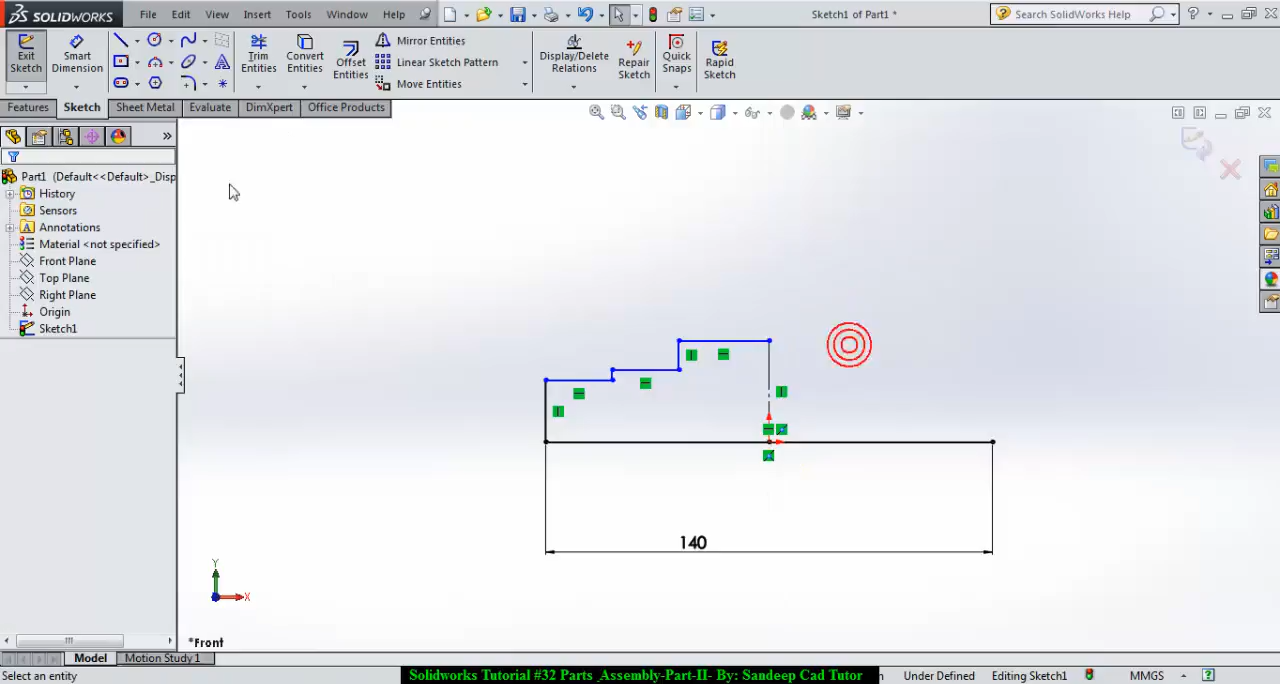 SOLIDWORKS
File Edit View Insert Tools Window Help
Sketch1 of Part1 *
Search SolidWorks Help
Exit Sketch
Smart Dimension
Trim Entities
Convert Entities
Offset Entities
Mirror Entities
Linear Sketch Pattern
Move Entities
Display/Delete Relations
Repair Sketch
Quick Snaps
Rapid Sketch
Features Sketch Sheet Metal Evaluate DimXpert Office Products
Part1 (Default<<Default>_Disp
History
Sensors
Annotations
Material <not specified>
Front Plane
Top Plane
Right Plane
Origin
Sketch1
140
Y
X
*Front
Model Motion Study 1
Select an entity
Solidworks Tutorial #32 Parts Assembly-Part-II- By: Sandeep Cad Tutor
Under Defined Editing Sketch1 MMGS